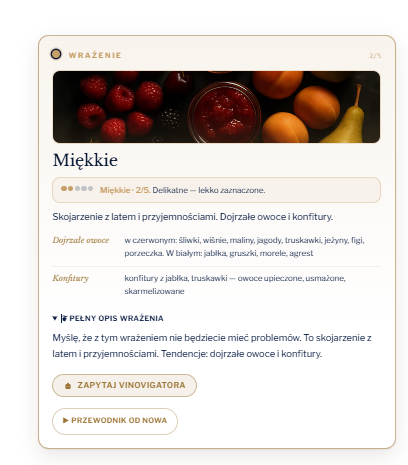 WRAŻENIE
2/5
Miękkie
Miękkie · 2/5. Delikatne — lekko zaznaczone.
Skojarzenie z latem i przyjemnościami. Dojrzałe owoce i konfitury.
Dojrzałe owoce
w czerwonym: śliwki, wiśnie, maliny, jagody, truskawki, jeżyny, figi,
porzeczka. W białym: jabłka, gruszki, morele, agrest
Konfitury
konfitury z jabłka, truskawki — owoce upieczone, usmażone,
skarmelizowane
PEŁNY OPIS WRAŻENIA
Myślę, że z tym wrażeniem nie będziecie mieć problemów. To skojarzenie z
latem i przyjemnościami. Tendencje: dojrzałe owoce i konfitury.
ZAPYTAJ VINOVIGATORA
PRZEWODNIK OD NOWA